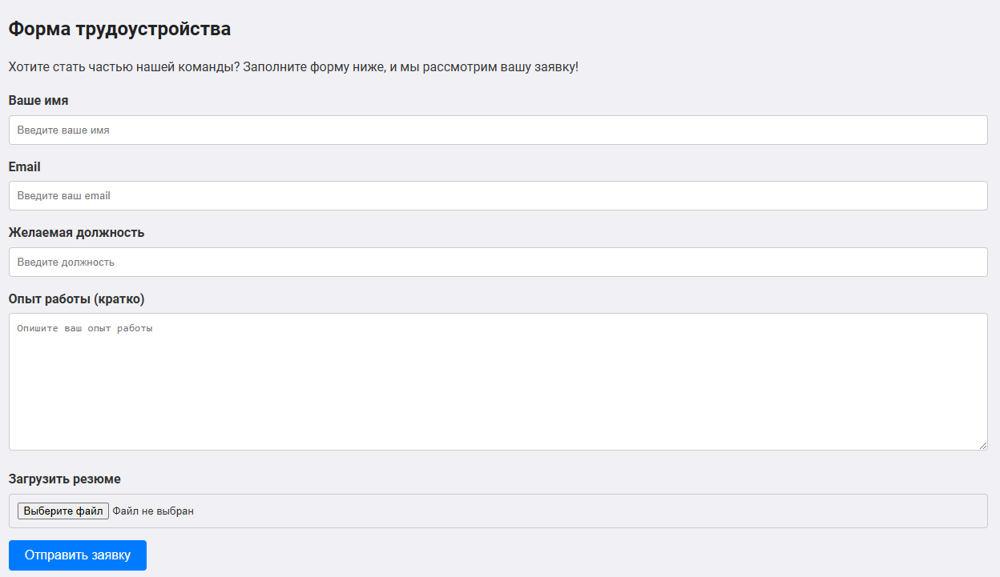 Форма трудоустройства
Хотите стать частью нашей команды? Заполните форму ниже, и мы рассмотрим вашу заявку!
Ваше имя
Введите ваше имя
Email
Введите ваш email
Желаемая должность
Введите должность
Опыт работы (кратко)
Опишите ваш опыт работы
Загрузить резюме
Выберите файл Файл не выбран
Отправить заявку